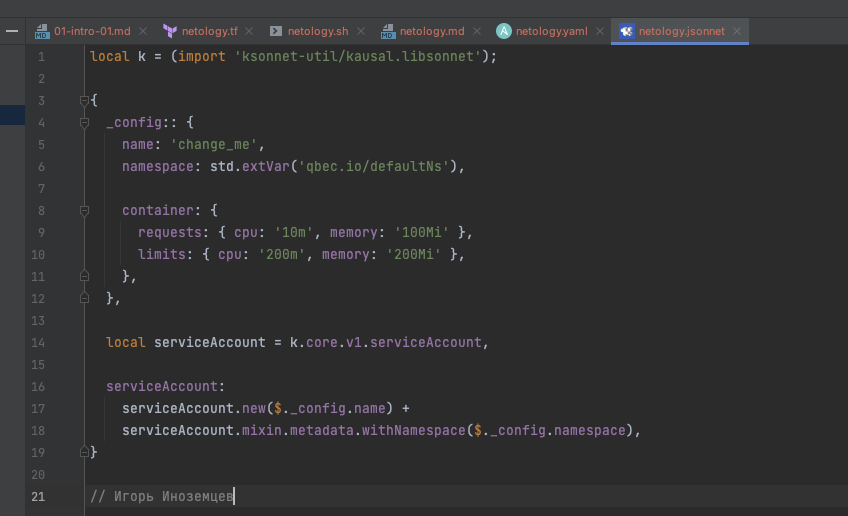 01-intro-01.md netology.tf netology.sh netology.md netology.yaml netology.jsonnet
1 local k = (import 'ksonnet-util/kausal.libsonnet');
2
3 {
4   _config:: {
5     name: 'change_me',
6     namespace: std.extVar('qbec.io/defaultNs'),
7
8     container: {
9       requests: { cpu: '10m', memory: '100Mi' },
10       limits: { cpu: '200m', memory: '200Mi' },
11     },
12   },
13
14   local serviceAccount = k.core.v1.serviceAccount,
15
16   serviceAccount:
17     serviceAccount.new($._config.name) +
18     serviceAccount.mixin.metadata.withNamespace($._config.namespace),
19 }
20
21 // Игорь Иноземцев